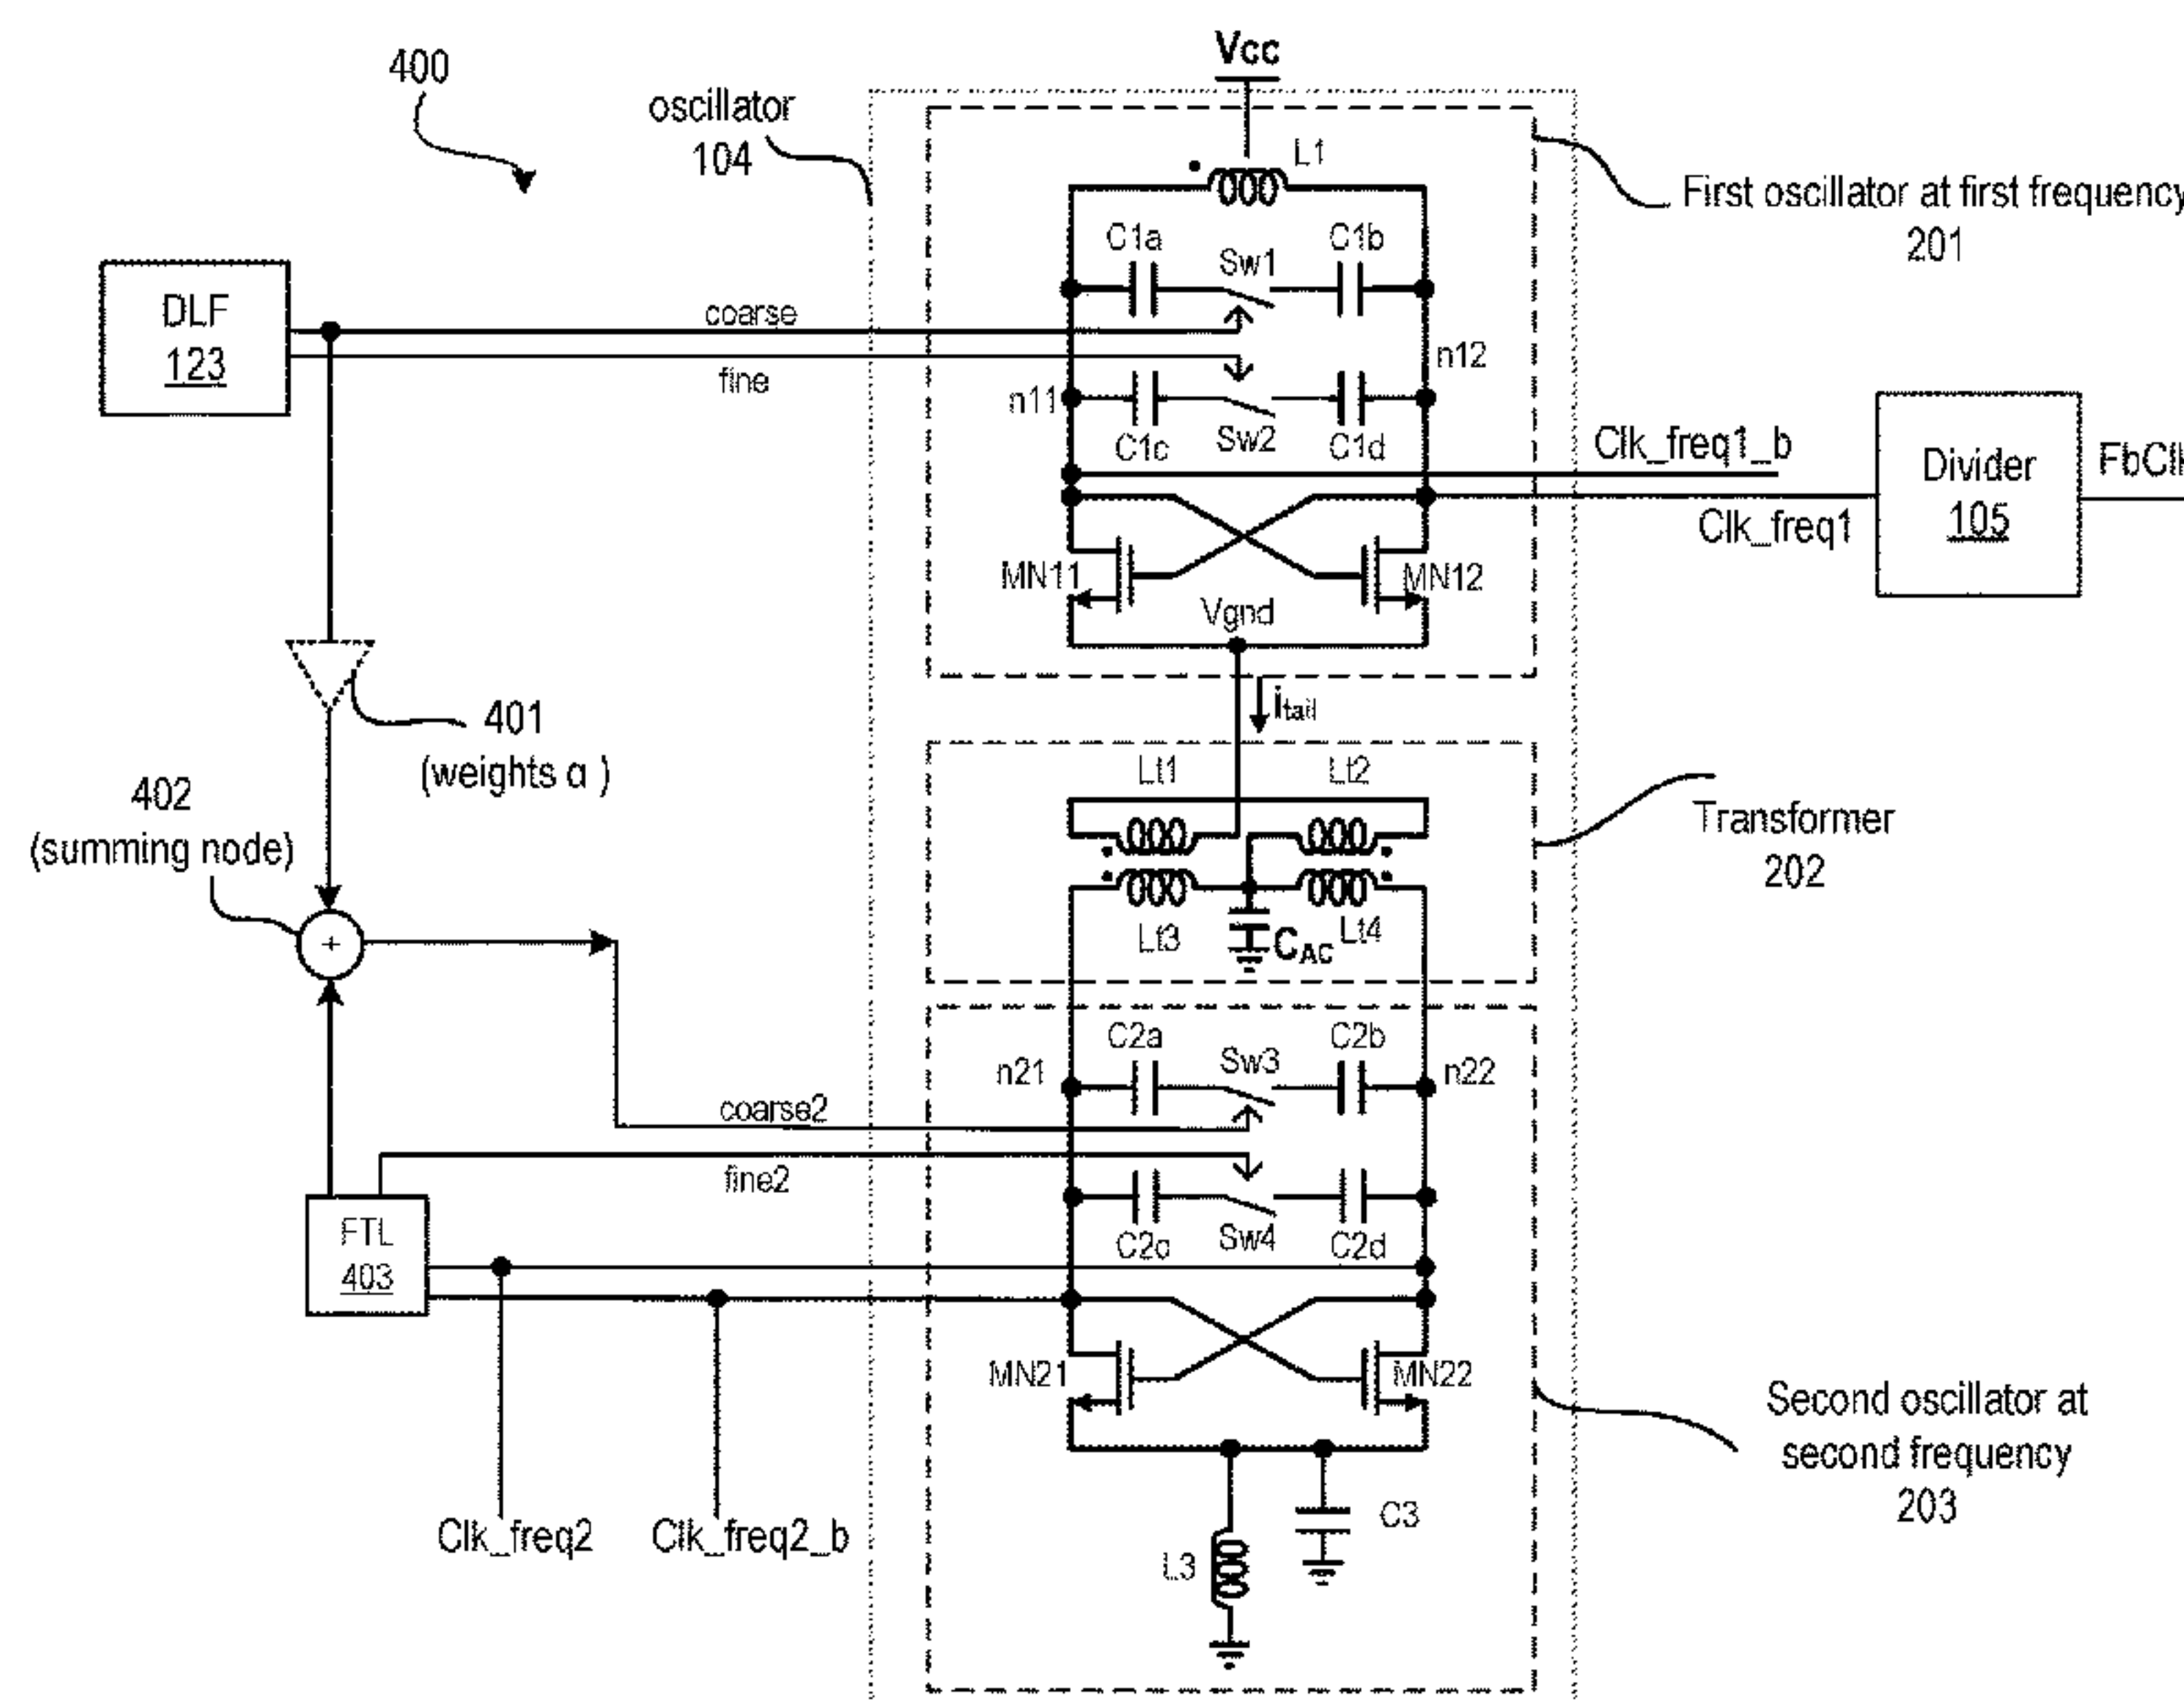 400
oscillator
104
Vcc
L1
First oscillator at first frequency
201
C1a
Sw1
C1b
DLF
123
coarse
fine
n11
n12
C1c
Sw2
C1d
Clk_freq1_b
Clk_freq1
Divider
105
FbClk
MN11
MN12
Vgnd
itail
401
(weights α )
402
(summing node)
+
Lt1
Lt2
Lt3
Lt4
CAC
Transformer
202
C2a
Sw3
C2b
n21
n22
coarse2
fine2
C2c
Sw4
C2d
FTL
403
MN21
MN22
Second oscillator at
second frequency
203
Clk_freq2
Clk_freq2_b
L3
C3